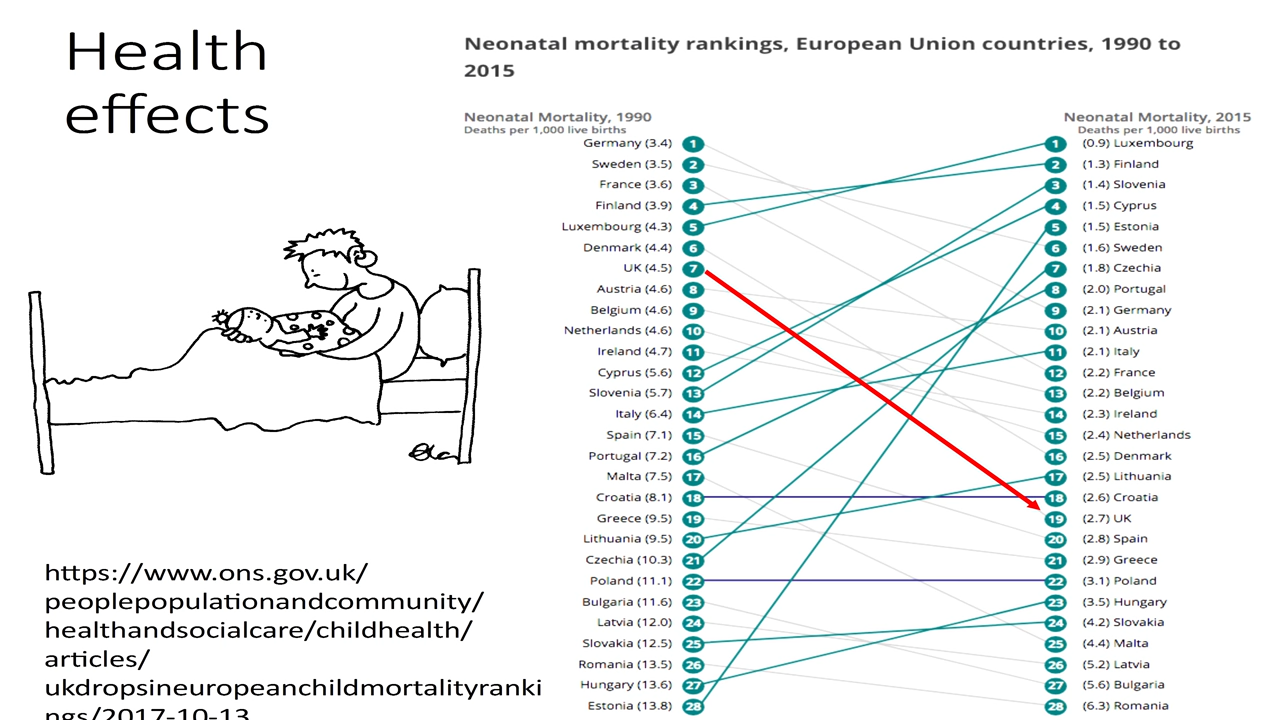 Health
effects
Neonatal mortality rankings, European Union countries, 1990 to
2015
Neonatal Mortality, 1990
Deaths per 1,000 live births
Neonatal Mortality, 2015
Deaths per 1,000 live births
Germany (3.4) 1
Sweden (3.5) 2
France (3.6) 3
Finland (3.9) 4
Luxembourg (4.3) 5
Denmark (4.4) 6
UK (4.5) 7
Austria (4.6) 8
Belgium (4.6) 9
Netherlands (4.6) 10
Ireland (4.7) 11
Cyprus (5.6) 12
Slovenia (5.7) 13
Italy (6.4) 14
Spain (7.1) 15
Portugal (7.2) 16
Malta (7.5) 17
Croatia (8.1) 18
Greece (9.5) 19
Lithuania (9.5) 20
Czechia (10.3) 21
Poland (11.1) 22
Bulgaria (11.6) 23
Latvia (12.0) 24
Slovakia (12.5) 25
Romania (13.5) 26
Hungary (13.6) 27
Estonia (13.8) 28
1 (0.9) Luxembourg
2 (1.3) Finland
3 (1.4) Slovenia
4 (1.5) Cyprus
5 (1.5) Estonia
6 (1.6) Sweden
7 (1.8) Czechia
8 (2.0) Portugal
9 (2.1) Germany
10 (2.1) Austria
11 (2.1) Italy
12 (2.2) France
13 (2.2) Belgium
14 (2.3) Ireland
15 (2.4) Netherlands
16 (2.5) Denmark
17 (2.5) Lithuania
18 (2.6) Croatia
19 (2.7) UK
20 (2.8) Spain
21 (2.9) Greece
22 (3.1) Poland
23 (3.5) Hungary
24 (4.2) Slovakia
25 (4.4) Malta
26 (5.2) Latvia
27 (5.6) Bulgaria
28 (6.3) Romania
https://www.ons.gov.uk/
peoplepopulationandcommunity/
healthandsocialcare/childhealth/
articles/
ukdropsineuropeanchildmortalityranki
ngs/2017-10-13